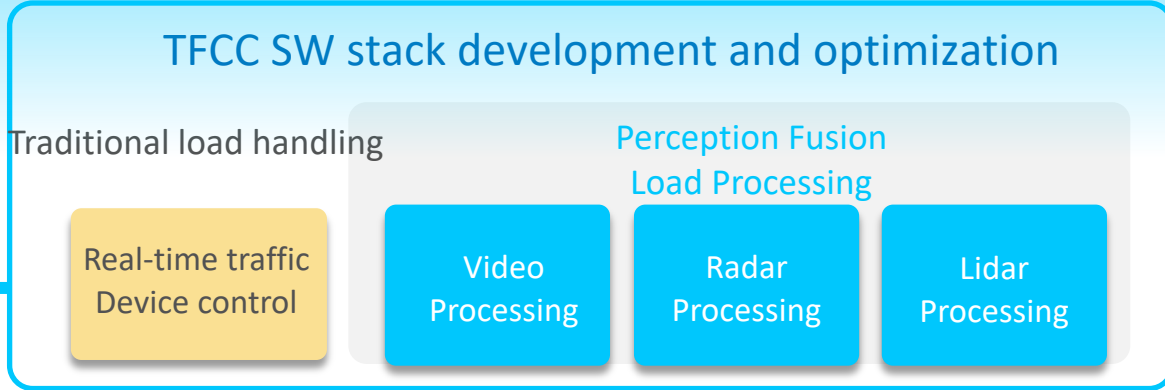 TFCC SW stack development and optimization
Traditional load handling
Perception Fusion
Load Processing
Real-time traffic
Device control
Video
Processing
Radar
Processing
Lidar
Processing